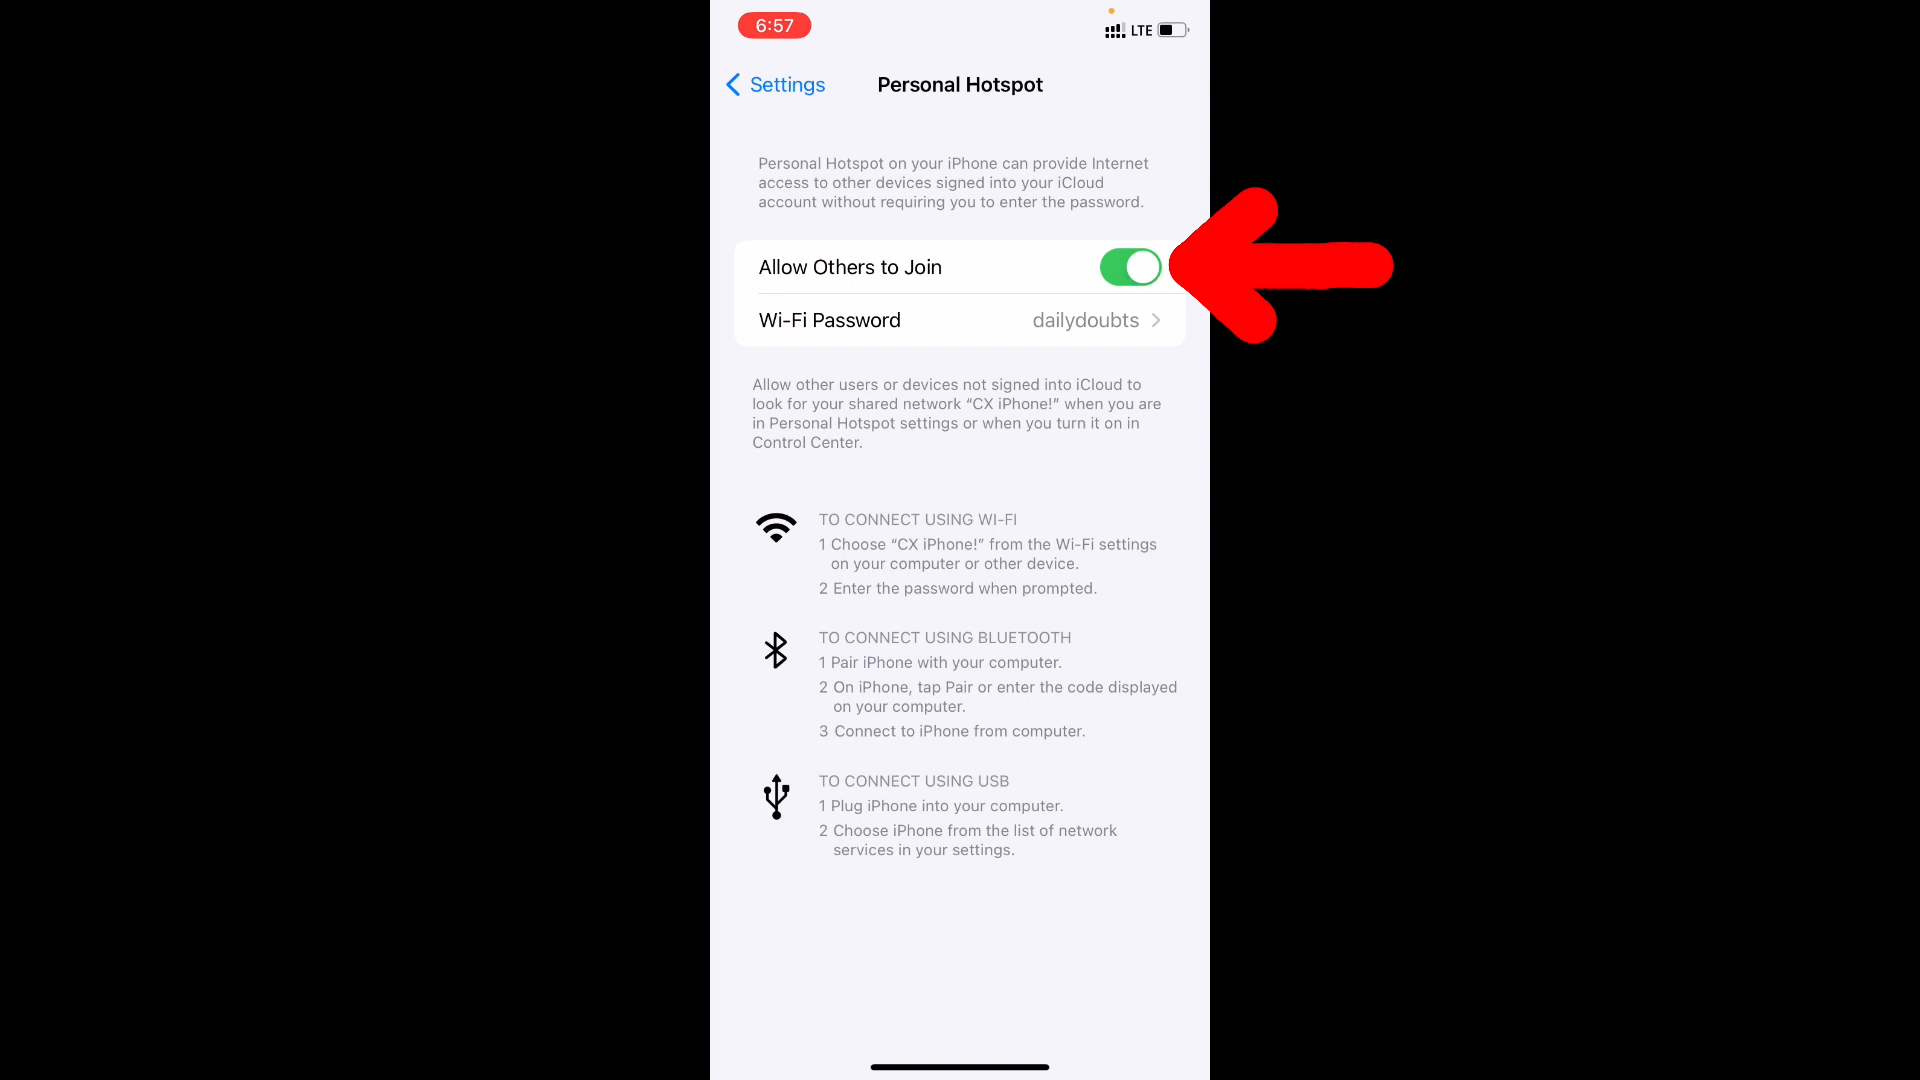 6:57
LTE
Settings
Personal Hotspot
Personal Hotspot on your iPhone can provide Internet
access to other devices signed into your iCloud
account without requiring you to enter the password.
Allow Others to Join
Wi-Fi Password dailydoubts
Allow other users or devices not signed into iCloud to
look for your shared network “CX iPhone!” when you are
in Personal Hotspot settings or when you turn it on in
Control Center.
TO CONNECT USING WI-FI
1 Choose “CX iPhone!” from the Wi-Fi settings
on your computer or other device.
2 Enter the password when prompted.
TO CONNECT USING BLUETOOTH
1 Pair iPhone with your computer.
2 On iPhone, tap Pair or enter the code displayed
on your computer.
3 Connect to iPhone from computer.
TO CONNECT USING USB
1 Plug iPhone into your computer.
2 Choose iPhone from the list of network
services in your settings.